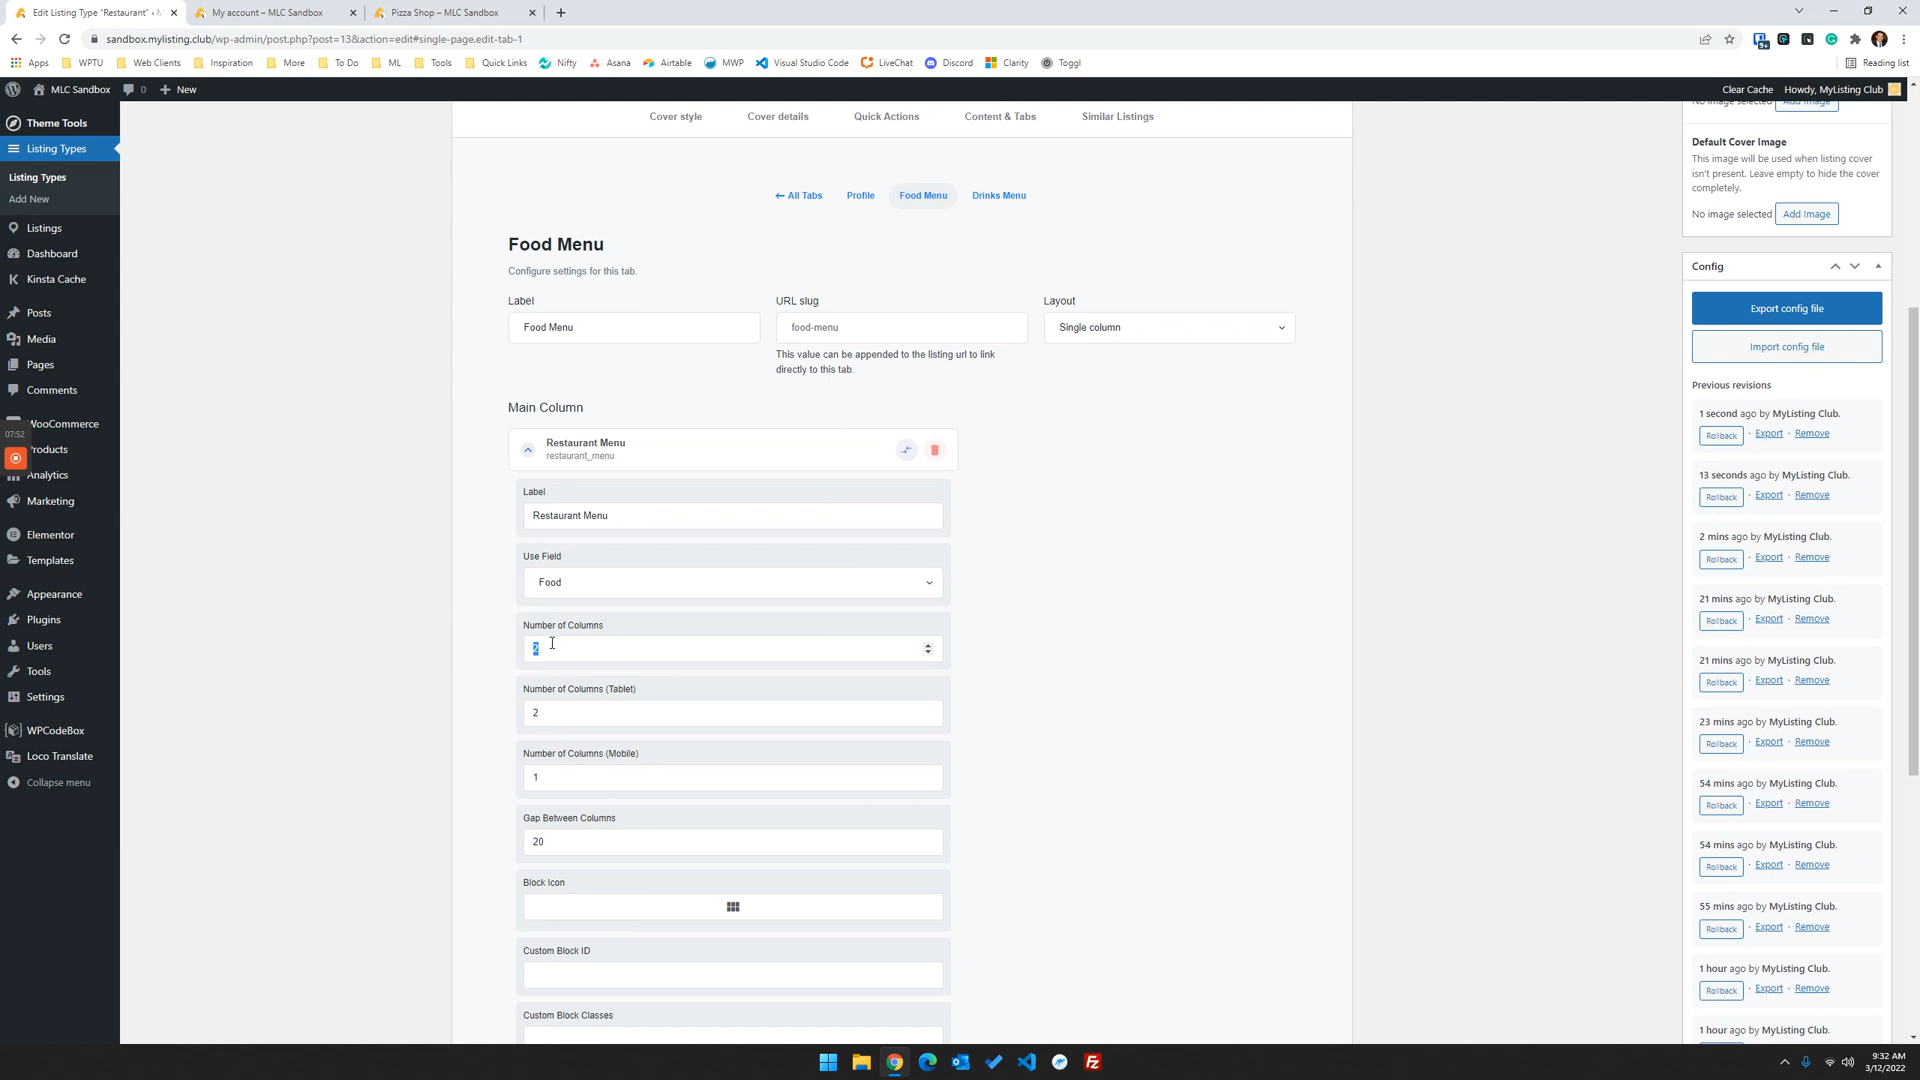 Edit Listing Type "Restaurant" ‹ M
My account – MLC Sandbox
Pizza Shop – MLC Sandbox
sandbox.mylisting.club/wp-admin/post.php?post=13&action=edit#single-page.edit-tab-1
Apps
WPTU
Web Clients
Inspiration
More
To Do
ML
Tools
Quick Links
Nifty
Asana
Airtable
MWP
Visual Studio Code
LiveChat
Discord
Clarity
Toggl
Reading list
MLC Sandbox
0
New
Clear Cache
Howdy, MyListing Club
Theme Tools
Listing Types
Listing Types
Add New
Listings
Dashboard
Kinsta Cache
Posts
Media
Pages
Comments
WooCommerce
07:52
Products
Analytics
Marketing
Elementor
Templates
Appearance
Plugins
Users
Tools
Settings
WPCodeBox
Loco Translate
Collapse menu
Cover style
Cover details
Quick Actions
Content & Tabs
Similar Listings
← All Tabs
Profile
Food Menu
Drinks Menu
Food Menu
Configure settings for this tab.
Label
URL slug
Layout
Food Menu
food-menu
Single column
This value can be appended to the listing url to link
directly to this tab.
Main Column
Restaurant Menu
restaurant_menu
Label
Restaurant Menu
Use Field
Food
Number of Columns
2
Number of Columns (Tablet)
2
Number of Columns (Mobile)
1
Gap Between Columns
20
Block Icon
Custom Block ID
Custom Block Classes
No image selected
Add Image
Default Cover Image
This image will be used when listing cover
isn't present. Leave empty to hide the cover
completely.
No image selected
Add Image
Config
Export config file
Import config file
Previous revisions
1 second ago by MyListing Club.
Rollback · Export · Remove
13 seconds ago by MyListing Club.
Rollback · Export · Remove
2 mins ago by MyListing Club.
Rollback · Export · Remove
21 mins ago by MyListing Club.
Rollback · Export · Remove
21 mins ago by MyListing Club.
Rollback · Export · Remove
23 mins ago by MyListing Club.
Rollback · Export · Remove
54 mins ago by MyListing Club.
Rollback · Export · Remove
54 mins ago by MyListing Club.
Rollback · Export · Remove
55 mins ago by MyListing Club.
Rollback · Export · Remove
1 hour ago by MyListing Club.
Rollback · Export · Remove
1 hour ago by MyListing Club.
9:32 AM
3/12/2022